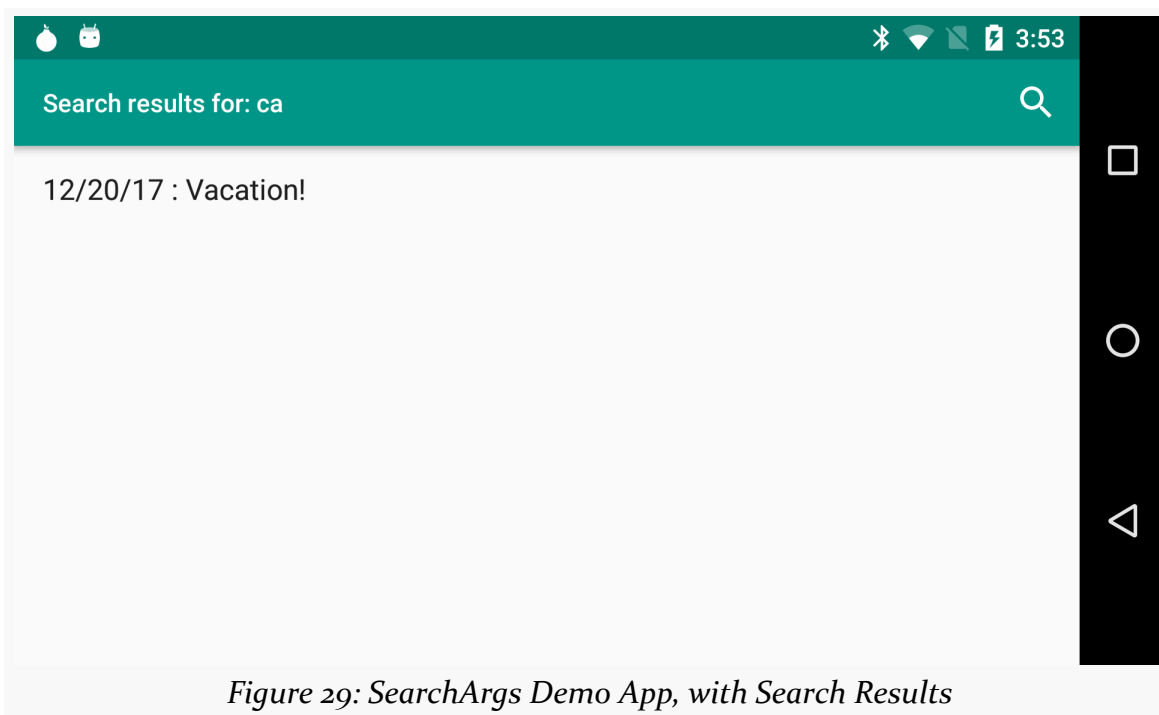 3:53
Search results for: ca
12/20/17 : Vacation!
Figure 29: SearchArgs Demo App, with Search Results